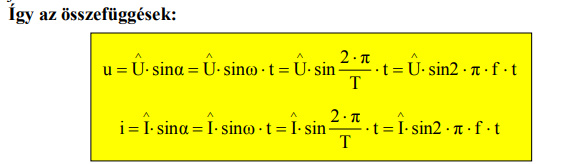 Így az összefüggések:
u = Û· sinα = Û· sinω · t = Û· sin 2·π/T · t = Û· sin2 · π · f · t
i = Î· sinα = Î· sinω · t = Î· sin 2·π/T · t = Î· sin2 · π · f · t